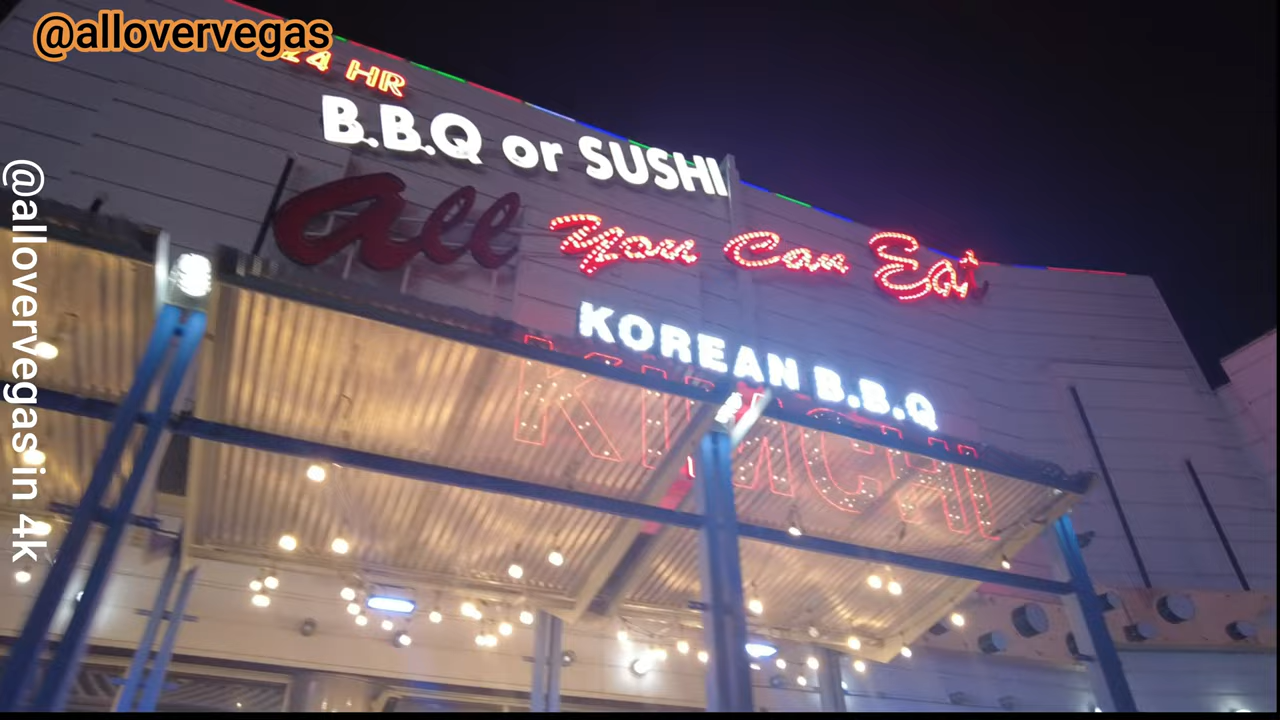 @allovervegas
24 HR
B.B.Q or SUSHI
all You Can Eat
KOREAN B.B.Q
KIMCHI
@allovervegas in 4k